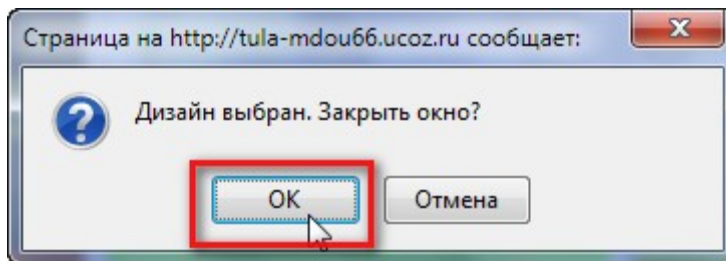 Страница на http://tula-mdou66.ucoz.ru сообщает:
Дизайн выбран. Закрыть окно?
OK
Отмена